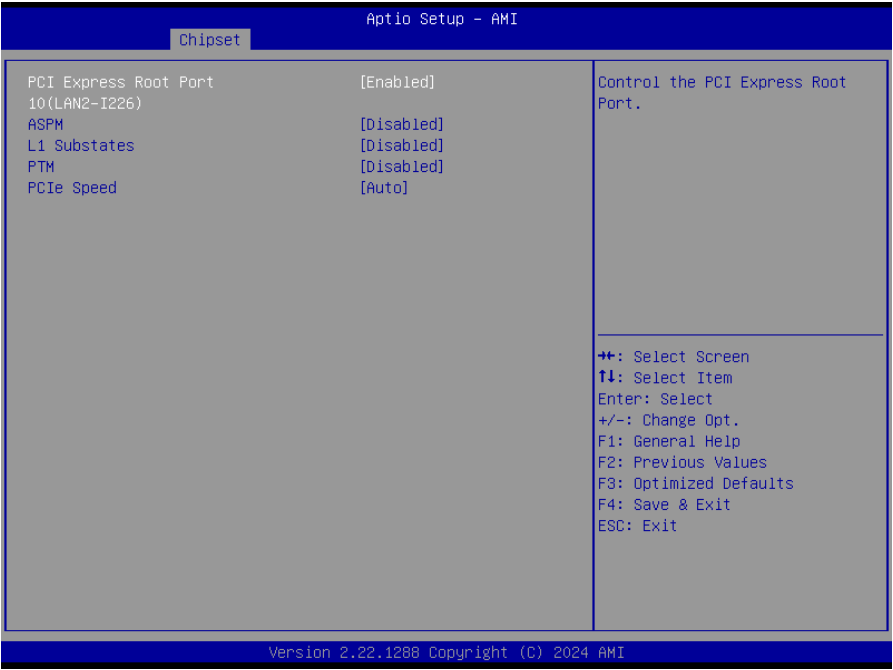 Aptio Setup - AMI
Chipset
PCI Express Root Port [Enabled]
10(LAN2-I226)
ASPM [Disabled]
L1 Substates [Disabled]
PTM [Disabled]
PCIe Speed [Auto]
Control the PCI Express Root
Port.
→←: Select Screen
↑↓: Select Item
Enter: Select
+/-: Change Opt.
F1: General Help
F2: Previous Values
F3: Optimized Defaults
F4: Save & Exit
ESC: Exit
Version 2.22.1288 Copyright (C) 2024 AMI